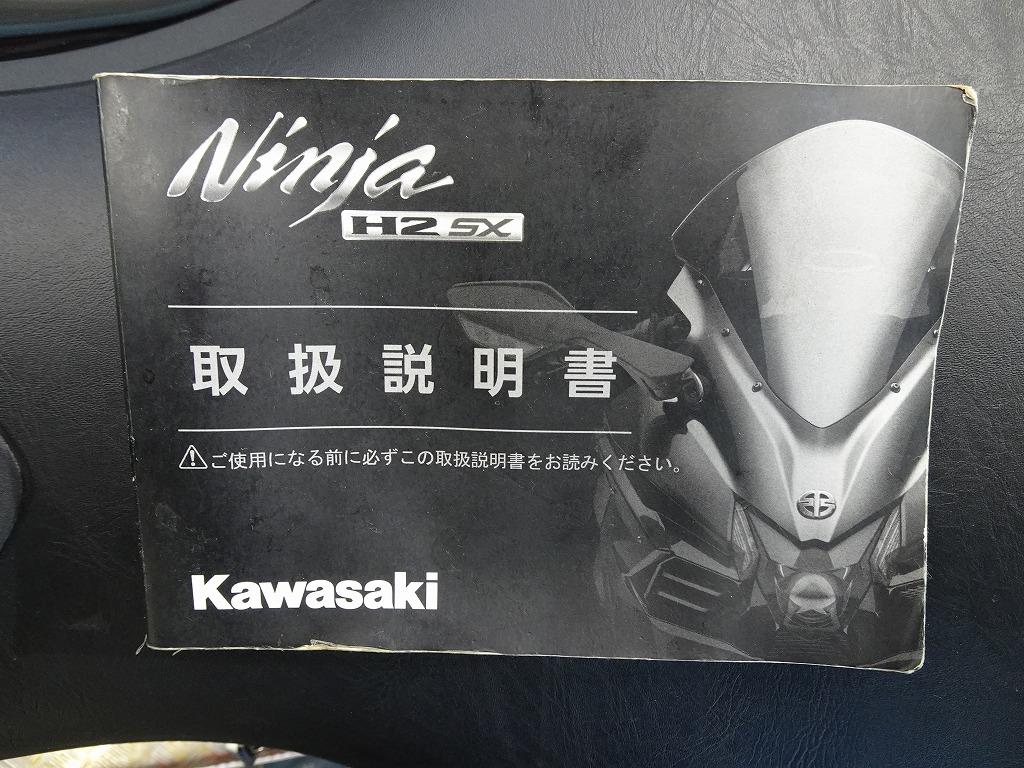 Ninja
H2 SX
取扱説明書
⚠ご使用になる前に必ずこの取扱説明書をお読みください。
Kawasaki